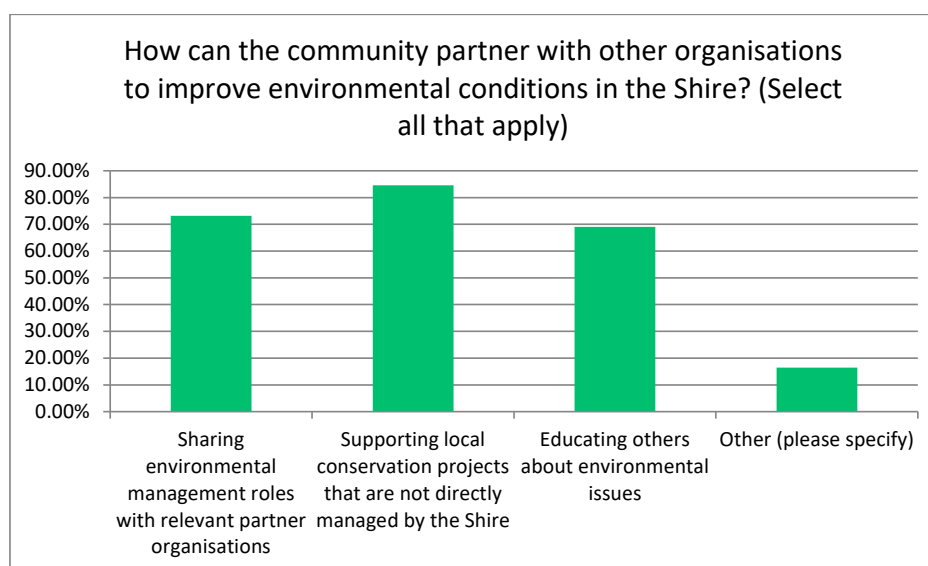 How can the community partner with other organisations
to improve environmental conditions in the Shire? (Select
all that apply)
90.00%
80.00%
70.00%
60.00%
50.00%
40.00%
30.00%
20.00%
10.00%
0.00%
Sharing
environmental
management roles
with relevant partner
organisations
Supporting local
conservation projects
that are not directly
managed by the Shire
Educating others
about environmental
issues
Other (please specify)